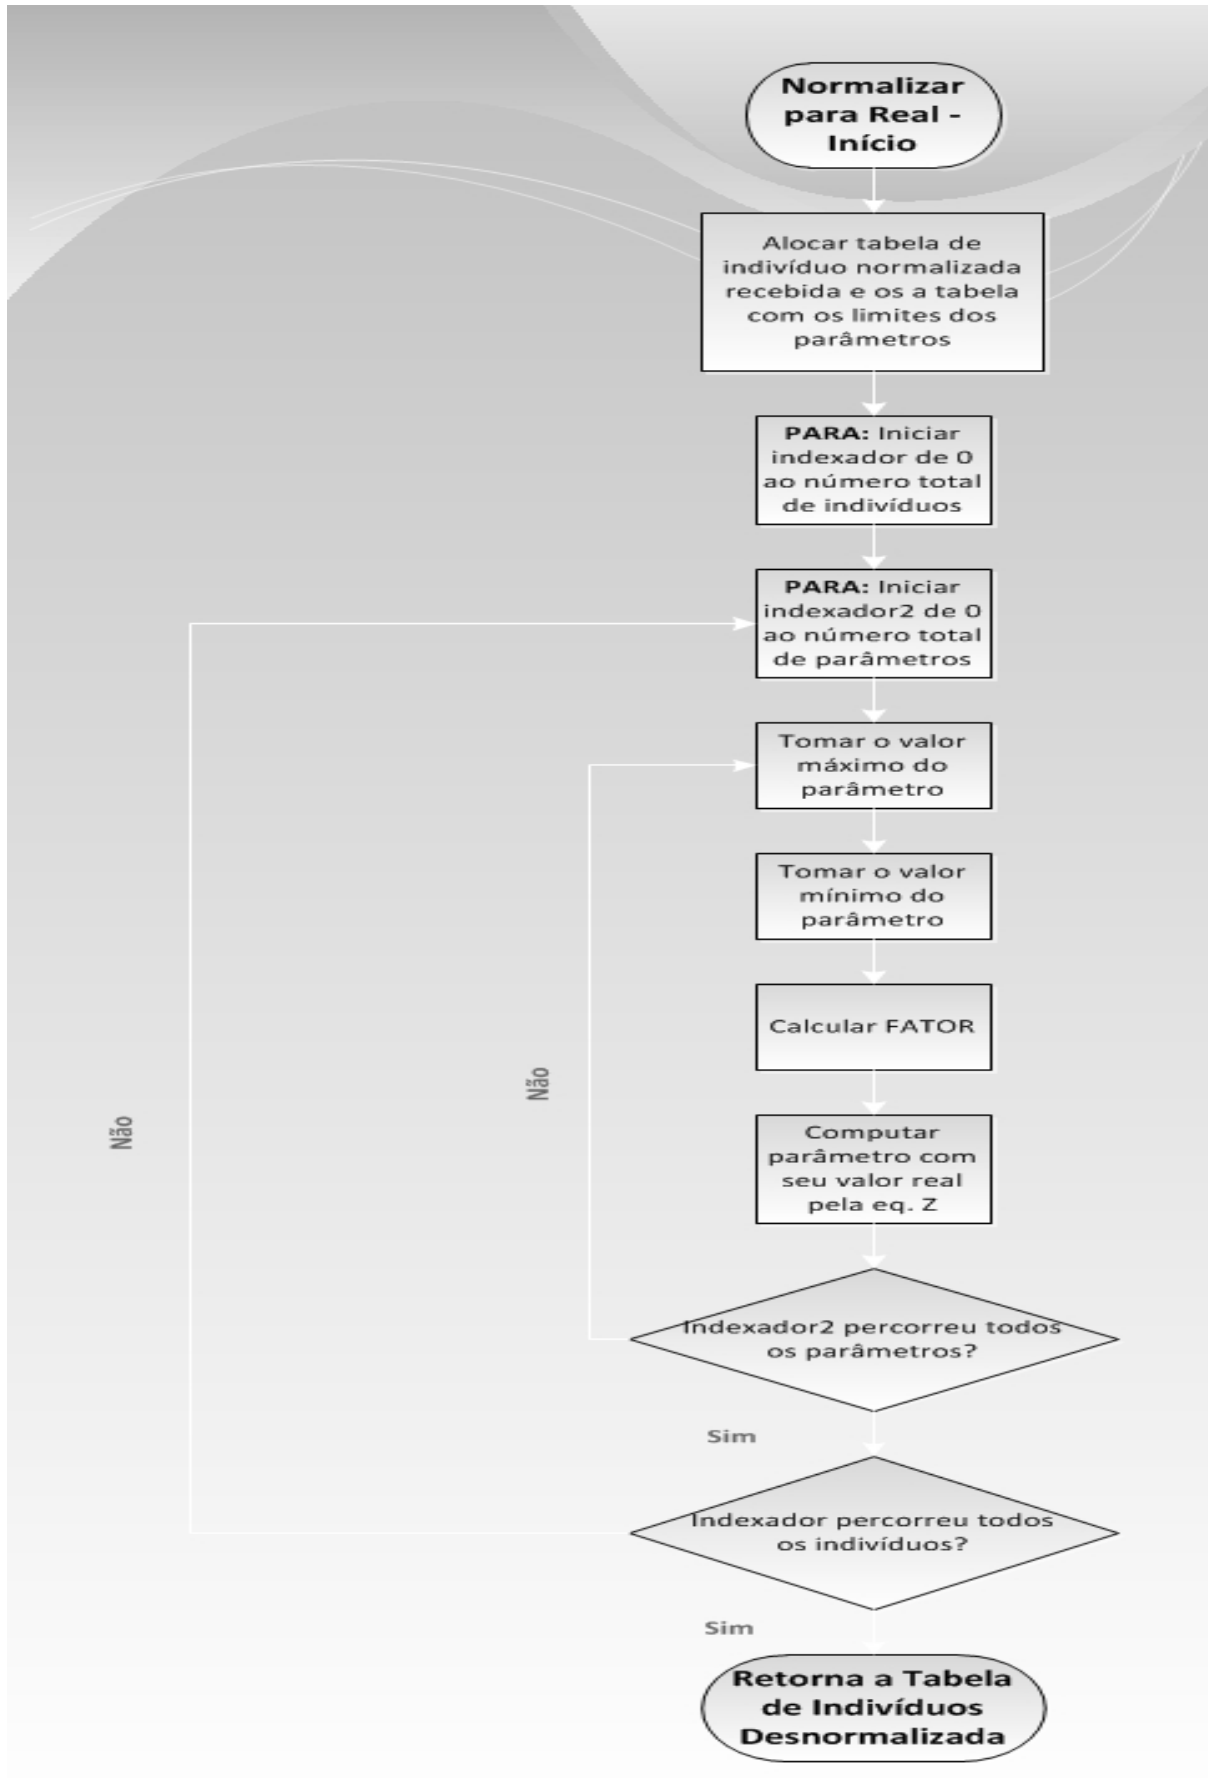 Normalizar
para Real -
Início
Alocar tabela de
indivíduo normalizada
recebida e os a tabela
com os limites dos
parâmetros
PARA: Iniciar
indexador de 0
ao número total
de indivíduos
PARA: Iniciar
indexador2 de 0
ao número total
de parâmetros
Tomar o valor
máximo do
parâmetro
Tomar o valor
mínimo do
parâmetro
Calcular FATOR
Computar
parâmetro com
seu valor real
pela eq. Z
Não
Não
Indexador2 percorreu todos
os parâmetros?
Sim
Indexador percorreu todos
os indivíduos?
Sim
Retorna a Tabela
de Indivíduos
Desnormalizada